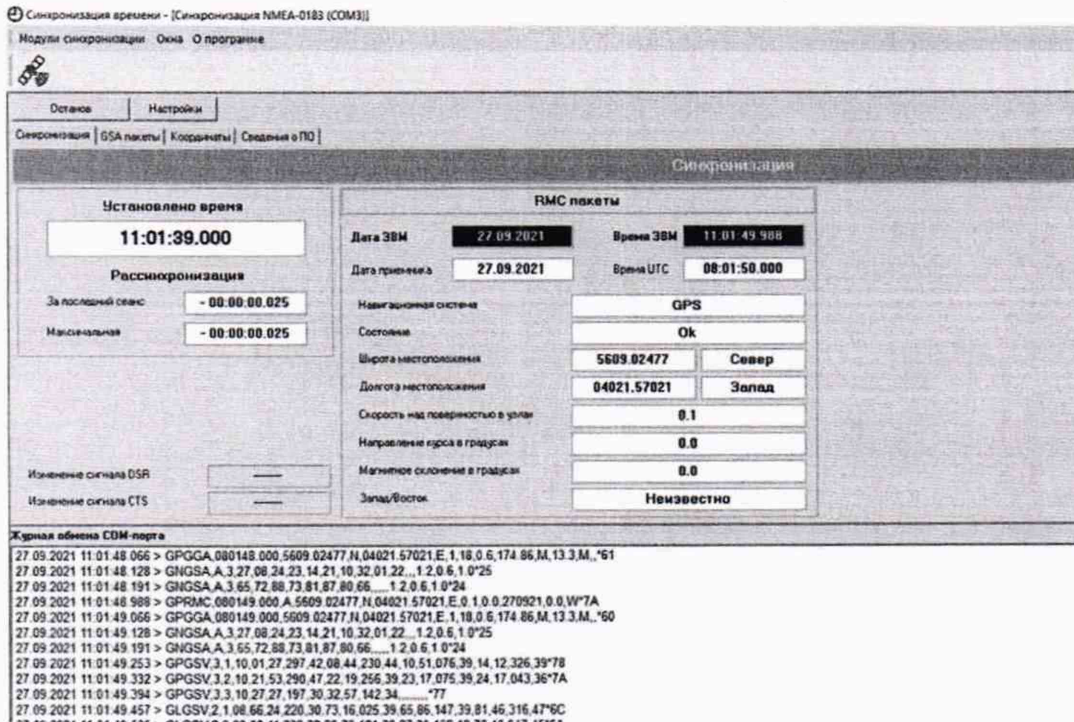 Синхронизация времени - [Синхронизация NMEA-0183 (COM3)]
Модули синхронизации Окна О программе
Останов Настройки
Синхронизация GSA пакеты Координаты Сведения о ПО
Синхронизация
Установлено время
11:01:39.000
Рассинхронизация
За последний сеанс - 00:00:00.025
Максимальная - 00:00:00.025
Изменение сигнала DSR
Изменение сигнала CTS
RMC пакеты
Дата ЭВМ 27.09.2021 Время ЭВМ 11:01:49.988
Дата приемника 27.09.2021 Время UTC 08:01:50.000
Навигационная система GPS
Состояние Ok
Широта местоположения 5609.02477 Север
Долгота местоположения 04021.57021 Запад
Скорость над поверхностью в узлах 0.1
Направление курса в градусах 0.0
Магнитное склонение в градусах 0.0
Запад/Восток Неизвестно
Журнал обмена COM-порта
27.09.2021 11:01:48.066 > GPGGA,080148.000,5609.02477,N,04021.57021,E,1,18,0.6,174.86,M,13.3,M,,*61
27.09.2021 11:01:48.128 > GNGSA,A,3,27,08,24,23,14,21,10,32,01,22,,,1.2,0.6,1.0*25
27.09.2021 11:01:48.191 > GNGSA,A,3,65,72,88,73,81,87,80,66,,,,,1.2,0.6,1.0*24
27.09.2021 11:01:48.988 > GPRMC,080149.000,A,5609.02477,N,04021.57021,E,0.1,0.0,270921,0.0,W*7A
27.09.2021 11:01:49.066 > GPGGA,080149.000,5609.02477,N,04021.57021,E,1,18,0.6,174.86,M,13.3,M,,*60
27.09.2021 11:01:49.128 > GNGSA,A,3,27,08,24,23,14,21,10,32,01,22,,,1.2,0.6,1.0*25
27.09.2021 11:01:49.191 > GNGSA,A,3,65,72,88,73,81,87,80,66,,,,,1.2,0.6,1.0*24
27.09.2021 11:01:49.253 > GPGSV,3,1,10,01,27,297,42,08,44,230,44,10,51,076,39,14,12,326,39*78
27.09.2021 11:01:49.332 > GPGSV,3,2,10,21,53,290,47,22,19,256,39,23,17,075,39,24,17,043,36*7A
27.09.2021 11:01:49.394 > GPGSV,3,3,10,27,27,197,30,32,57,142,34,,,,,,,,*77
27.09.2021 11:01:49.457 > GLGSV,2,1,08,66,24,220,30,73,16,025,39,65,86,147,39,81,46,316,47*6C